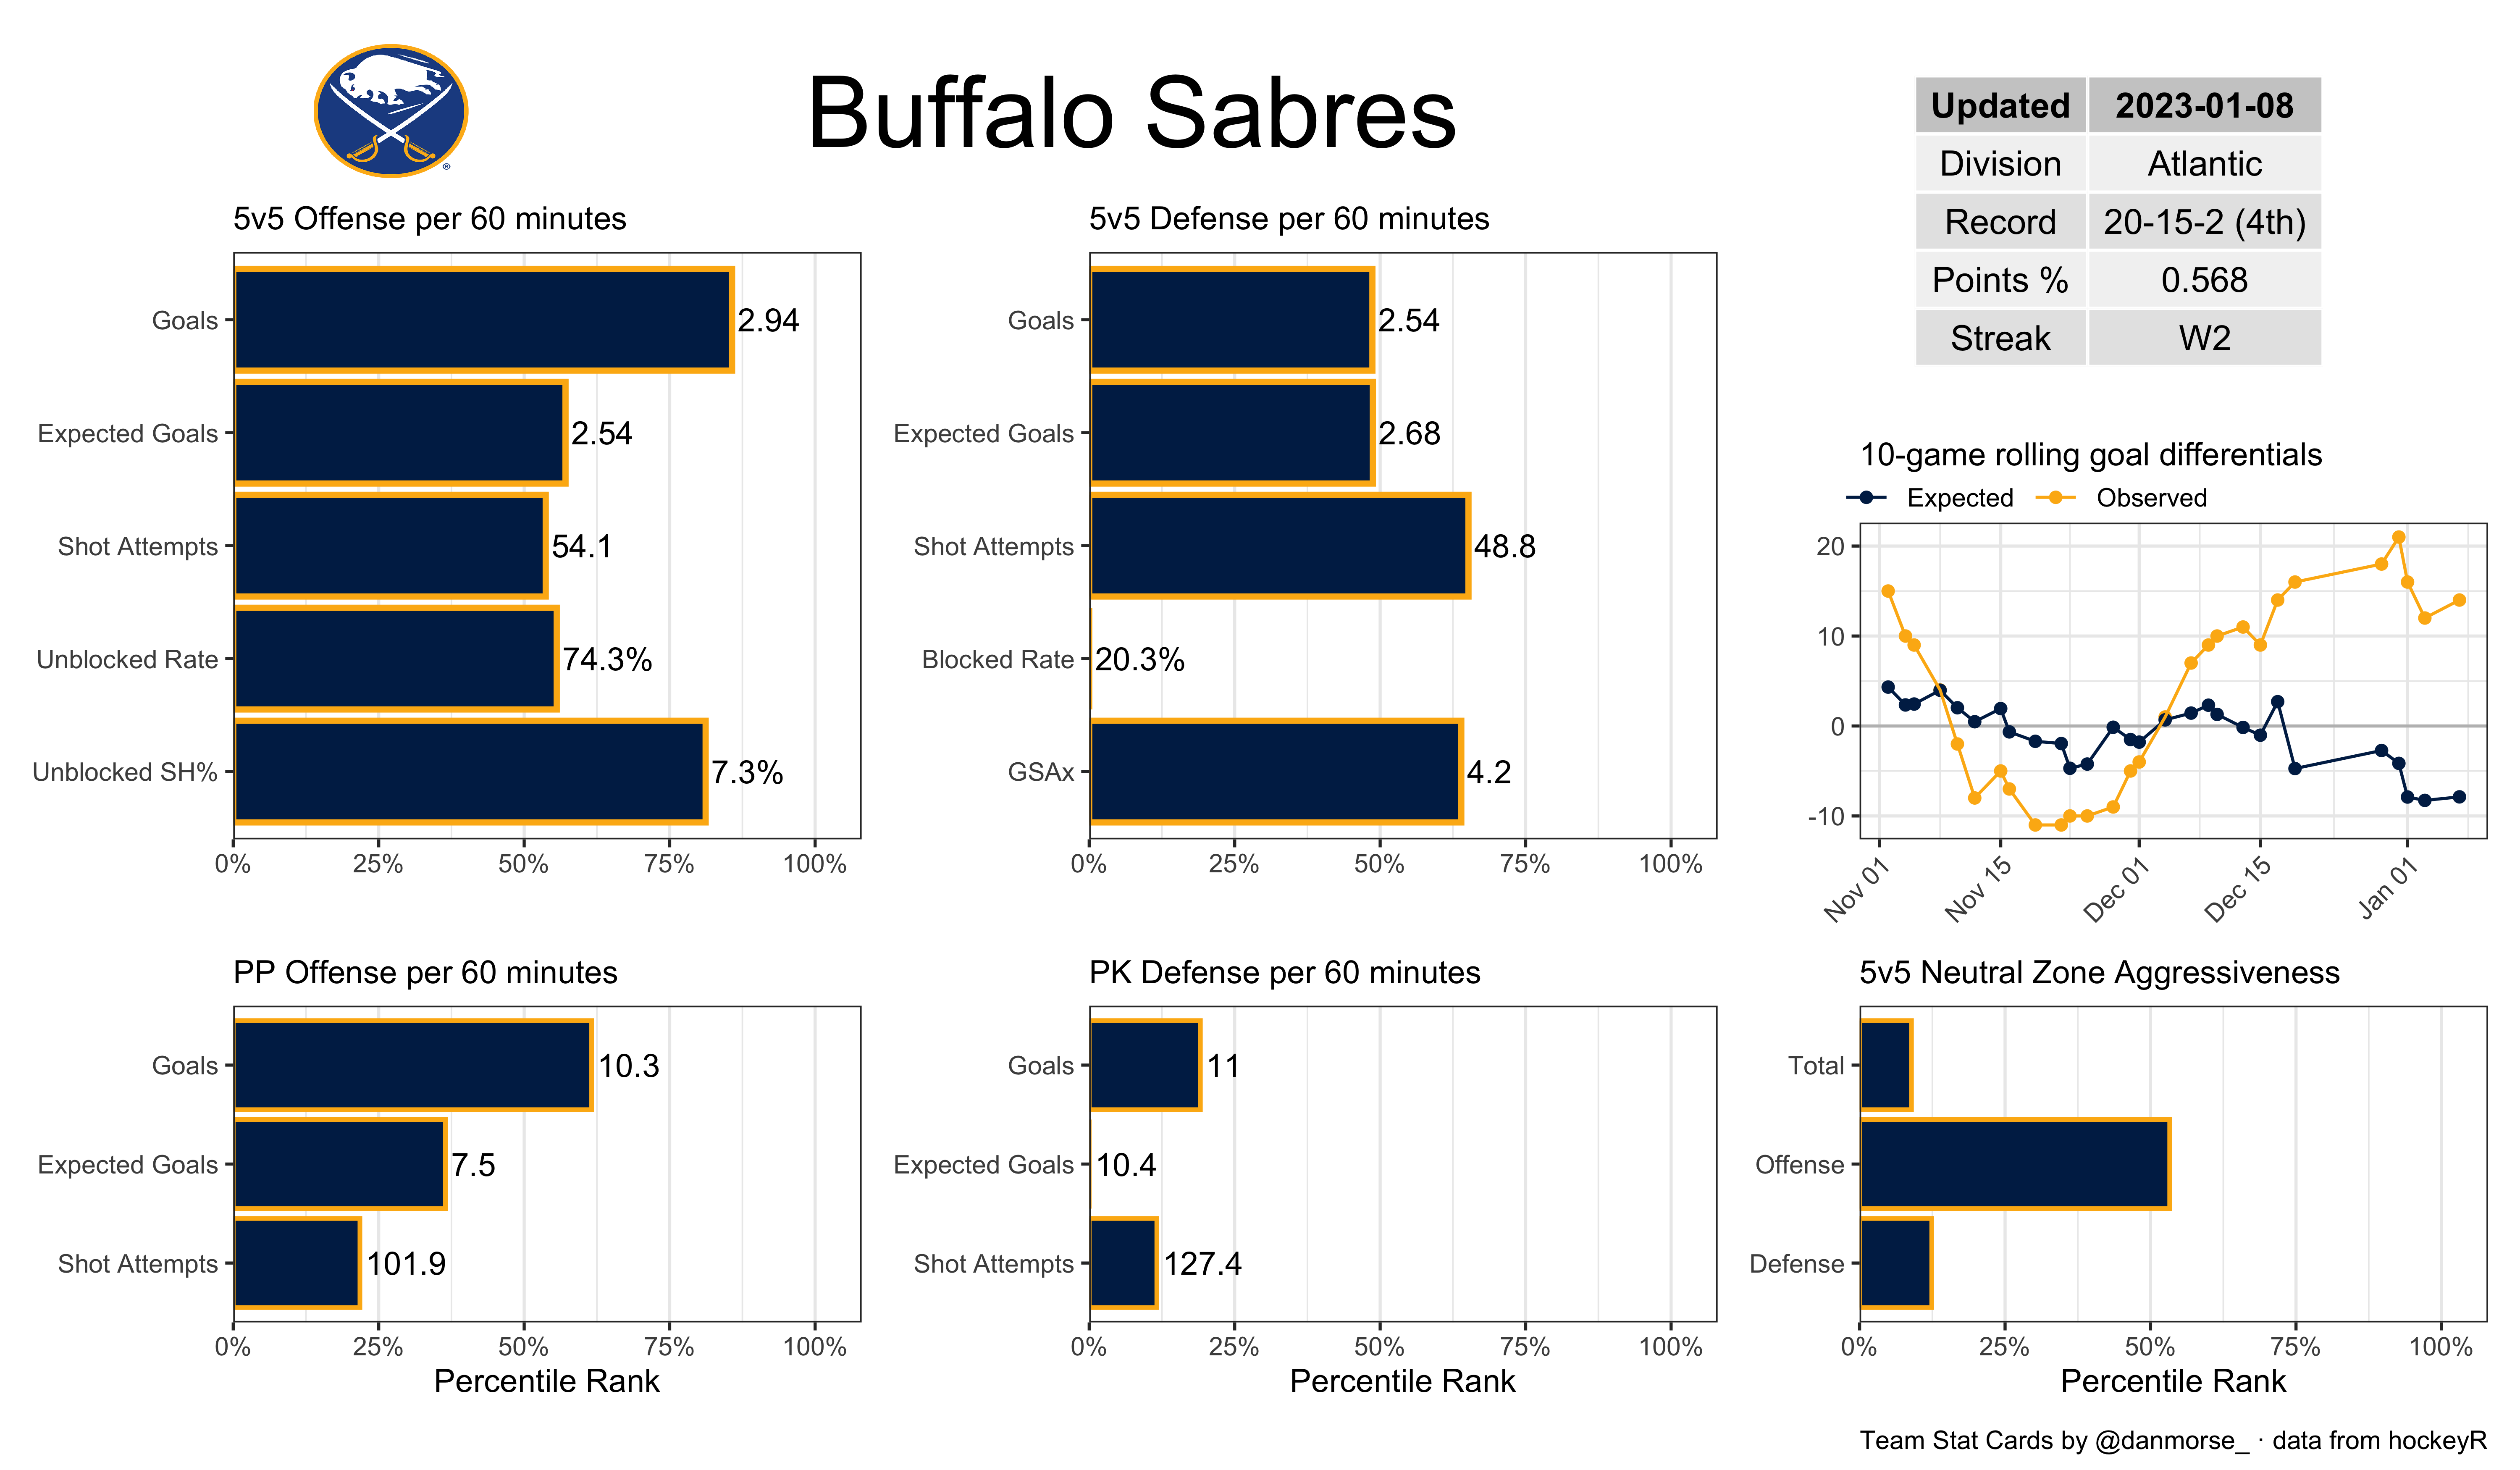 Buffalo Sabres
®
Updated 2023-01-08
Division Atlantic
Record 20-15-2 (4th)
Points % 0.568
Streak W2
5v5 Offense per 60 minutes
Goals 2.94
Expected Goals 2.54
Shot Attempts 54.1
Unblocked Rate 74.3%
Unblocked SH% 7.3%
0% 25% 50% 75% 100%
5v5 Defense per 60 minutes
Goals 2.54
Expected Goals 2.68
Shot Attempts 48.8
Blocked Rate 20.3%
GSAx 4.2
0% 25% 50% 75% 100%
10-game rolling goal differentials
Expected Observed
20
10
0
-10
Nov 01 Nov 15 Dec 01 Dec 15 Jan 01
PP Offense per 60 minutes
Goals 10.3
Expected Goals 7.5
Shot Attempts 101.9
0% 25% 50% 75% 100%
Percentile Rank
PK Defense per 60 minutes
Goals 11
Expected Goals 10.4
Shot Attempts 127.4
0% 25% 50% 75% 100%
Percentile Rank
5v5 Neutral Zone Aggressiveness
Total
Offense
Defense
0% 25% 50% 75% 100%
Percentile Rank
Team Stat Cards by @danmorse_ · data from hockeyR